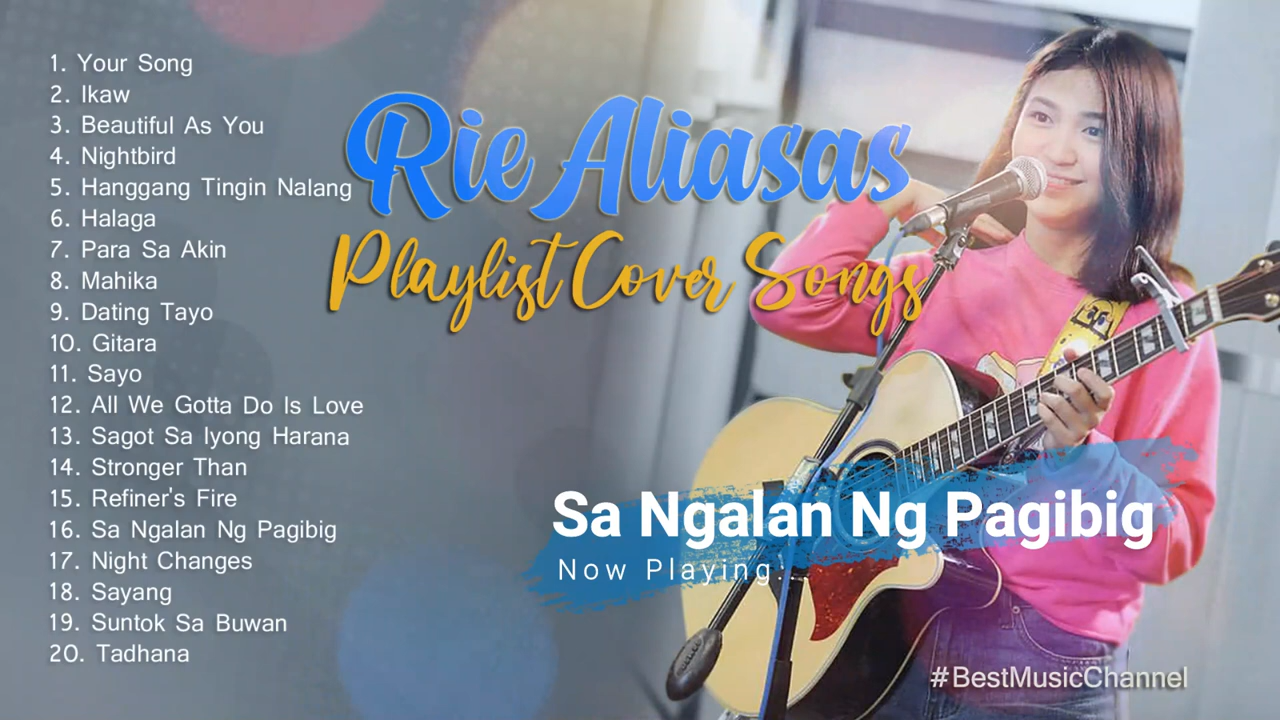 1. Your Song
2. Ikaw
3. Beautiful As You
4. Nightbird
5. Hanggang Tingin Nalang
6. Halaga
7. Para Sa Akin
8. Mahika
9. Dating Tayo
10. Gitara
11. Sayo
12. All We Gotta Do Is Love
13. Sagot Sa Iyong Harana
14. Stronger Than
15. Refiner's Fire
16. Sa Ngalan Ng Pagibig
17. Night Changes
18. Sayang
19. Suntok Sa Buwan
20. Tadhana
Rie Aliasas
Playlist Cover Songs
Sa Ngalan Ng Pagibig
Now Playing...
#BestMusicChannel